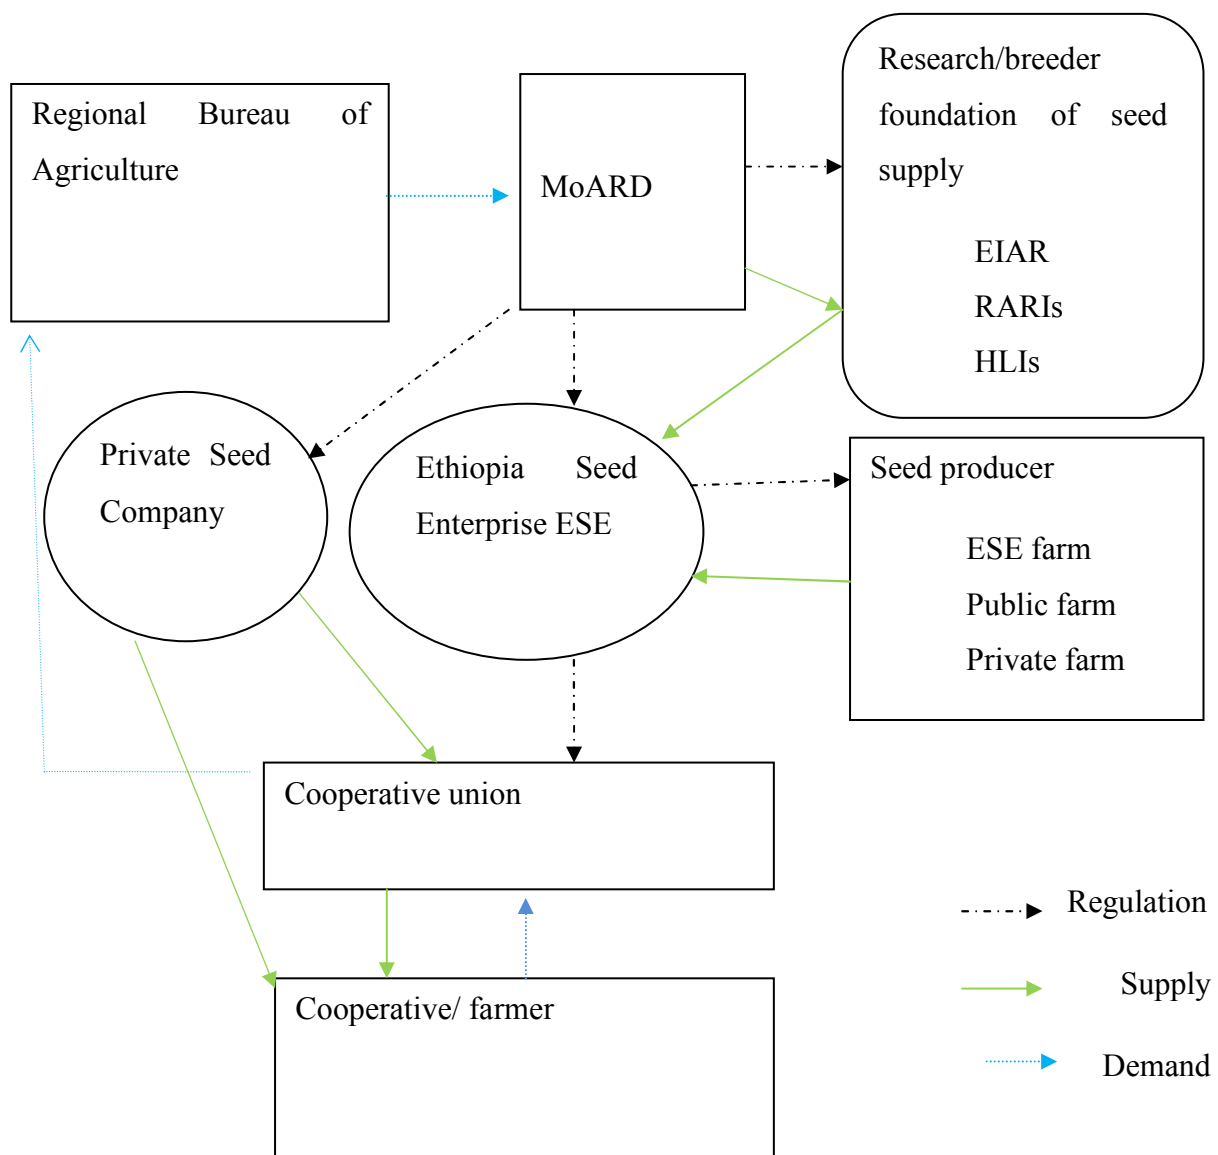 Regional Bureau of
Agriculture
MoARD
Research/breeder
foundation of seed
supply
EIAR
RARIs
HLIs
Private Seed
Company
Ethiopia Seed
Enterprise ESE
Seed producer
ESE farm
Public farm
Private farm
Cooperative union
Cooperative/ farmer
Regulation
Supply
Demand